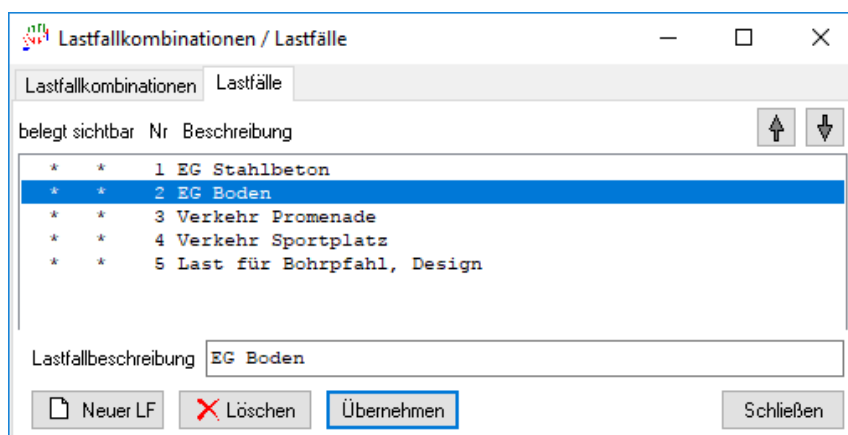 Lastfallkombinationen / Lastfälle
Lastfallkombinationen Lastfälle
belegt sichtbar Nr Beschreibung
* * 1 EG Stahlbeton
* * 2 EG Boden
* * 3 Verkehr Promenade
* * 4 Verkehr Sportplatz
* * 5 Last für Bohrpfahl, Design
Lastfallbeschreibung EG Boden
Neuer LF Löschen Übernehmen Schließen